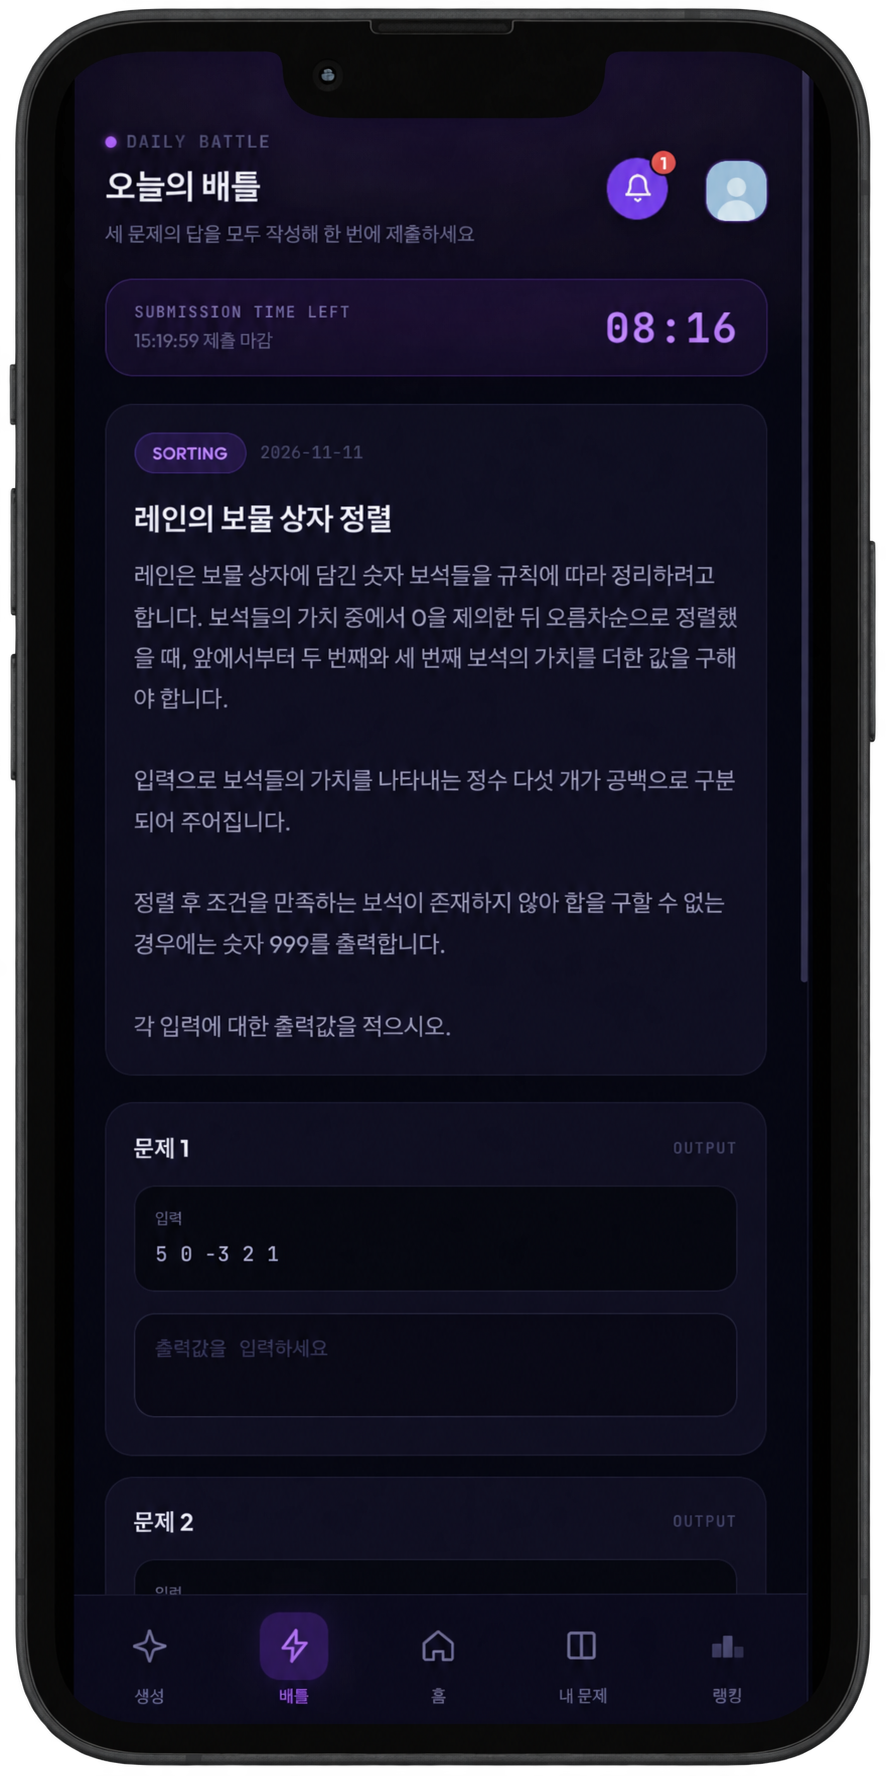 DAILY BATTLE
오늘의 배틀
1
세 문제의 답을 모두 작성해 한 번에 제출하세요
SUBMISSION TIME LEFT
15:19:59 제출 마감
08:16
SORTING 2026-11-11
레인의 보물 상자 정렬
레인은 보물 상자에 담긴 숫자 보석들을 규칙에 따라 정리하려고
합니다. 보석들의 가치 중에서 0을 제외한 뒤 오름차순으로 정렬했
을 때, 앞에서부터 두 번째와 세 번째 보석의 가치를 더한 값을 구해
야 합니다.
입력으로 보석들의 가치를 나타내는 정수 다섯 개가 공백으로 구분
되어 주어집니다.
정렬 후 조건을 만족하는 보석이 존재하지 않아 합을 구할 수 없는
경우에는 숫자 999를 출력합니다.
각 입력에 대한 출력값을 적으시오.
문제 1 OUTPUT
입력
5 0 -3 2 1
출력값을 입력하세요
문제 2 OUTPUT
입력
생성 배틀 홈 내 문제 랭킹